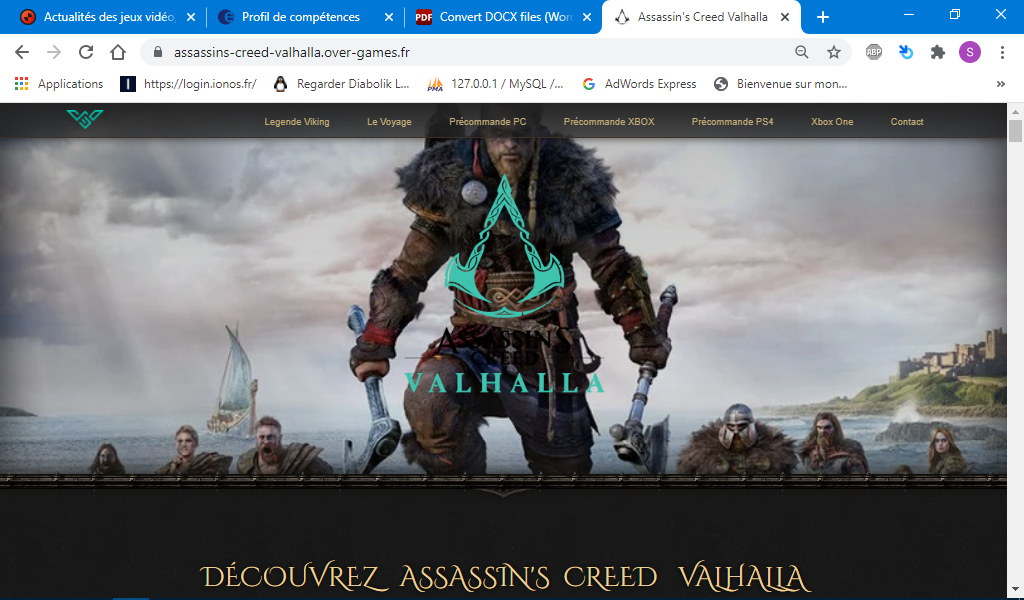 Actualités des jeux vidéo,
Profil de compétences
PDF
Convert DOCX files (Word
Assassin's Creed Valhalla
assassins-creed-valhalla.over-games.fr
ABP
S
Applications
https://login.ionos.fr/
Regarder Diabolik L...
PMA
127.0.0.1 / MySQL /...
G
AdWords Express
Bienvenue sur mon...
»
Legende Viking
Le Voyage
Précommande PC
Précommande XBOX
Précommande PS4
Xbox One
Contact
ASSASSIN'S
CREED
VALHALLA
DÉCOUVREZ ASSASSIN'S CREED VALHALLA